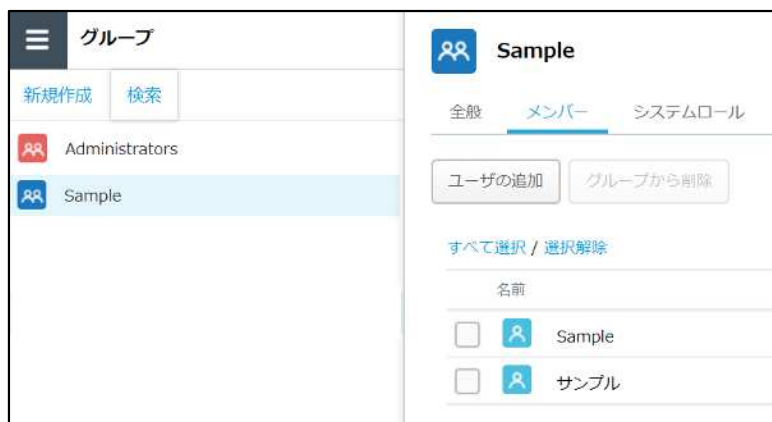 グループ
新規作成 検索
Administrators
Sample
Sample
全般 メンバー システムロール
ユーザの追加 グループから削除
すべて選択 / 選択解除
名前
Sample
サンプル